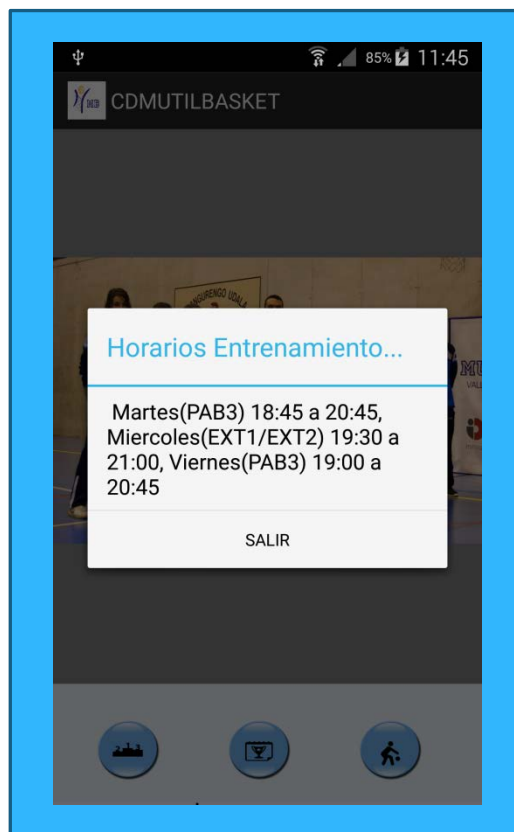 85% 11:45
CDMUTILBASKET
Horarios Entrenamiento...
Martes(PAB3) 18:45 a 20:45,
Miercoles(EXT1/EXT2) 19:30 a
21:00, Viernes(PAB3) 19:00 a
20:45
SALIR